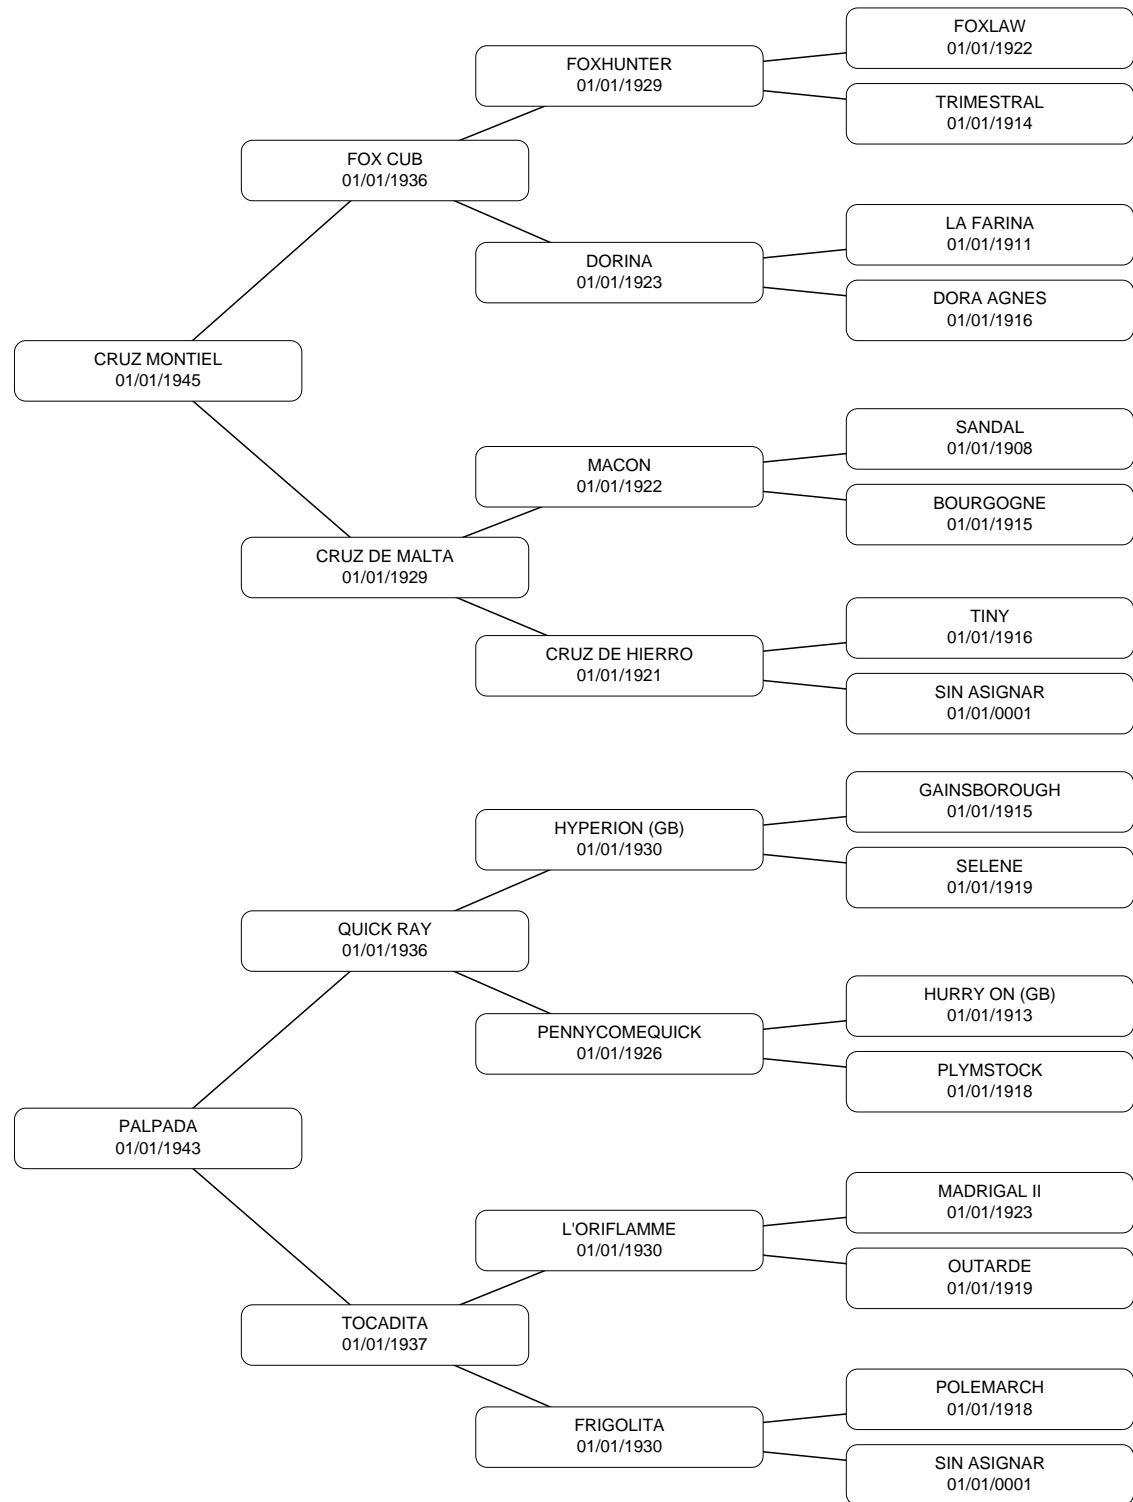 FOXLAW
01/01/1922
FOXHUNTER
01/01/1929
TRIMESTRAL
01/01/1914
FOX CUB
01/01/1936
LA FARINA
01/01/1911
DORINA
01/01/1923
DORA AGNES
01/01/1916
CRUZ MONTIEL
01/01/1945
SANDAL
01/01/1908
MACON
01/01/1922
BOURGOGNE
01/01/1915
CRUZ DE MALTA
01/01/1929
TINY
01/01/1916
CRUZ DE HIERRO
01/01/1921
SIN ASIGNAR
01/01/0001
GAINSBOROUGH
01/01/1915
HYPERION (GB)
01/01/1930
SELENE
01/01/1919
QUICK RAY
01/01/1936
HURRY ON (GB)
01/01/1913
PENNYCOMEQUICK
01/01/1926
PLYMSTOCK
01/01/1918
PALPADA
01/01/1943
MADRIGAL II
01/01/1923
L'ORIFLAMME
01/01/1930
OUTARDE
01/01/1919
TOCADITA
01/01/1937
POLEMARCH
01/01/1918
FRIGOLITA
01/01/1930
SIN ASIGNAR
01/01/0001